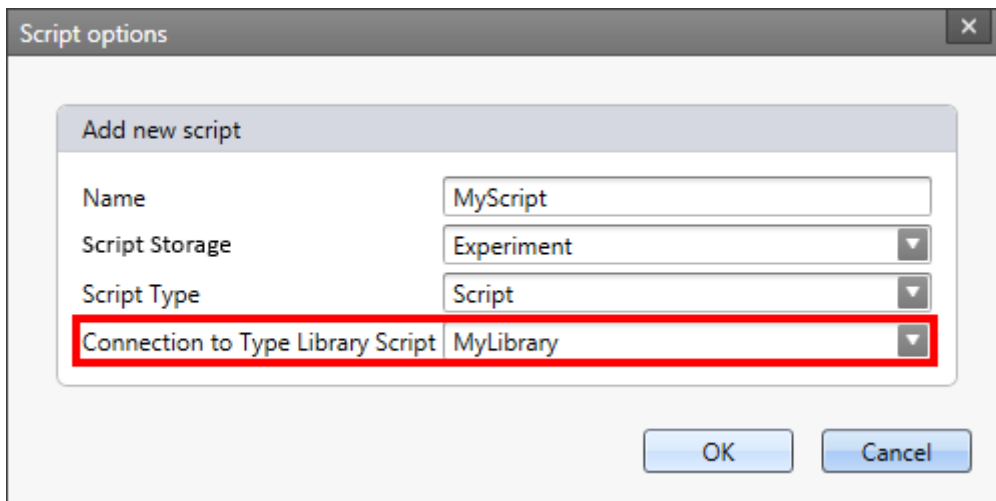 Script options
Add new script
Name MyScript
Script Storage Experiment
Script Type Script
Connection to Type Library Script MyLibrary
OK Cancel